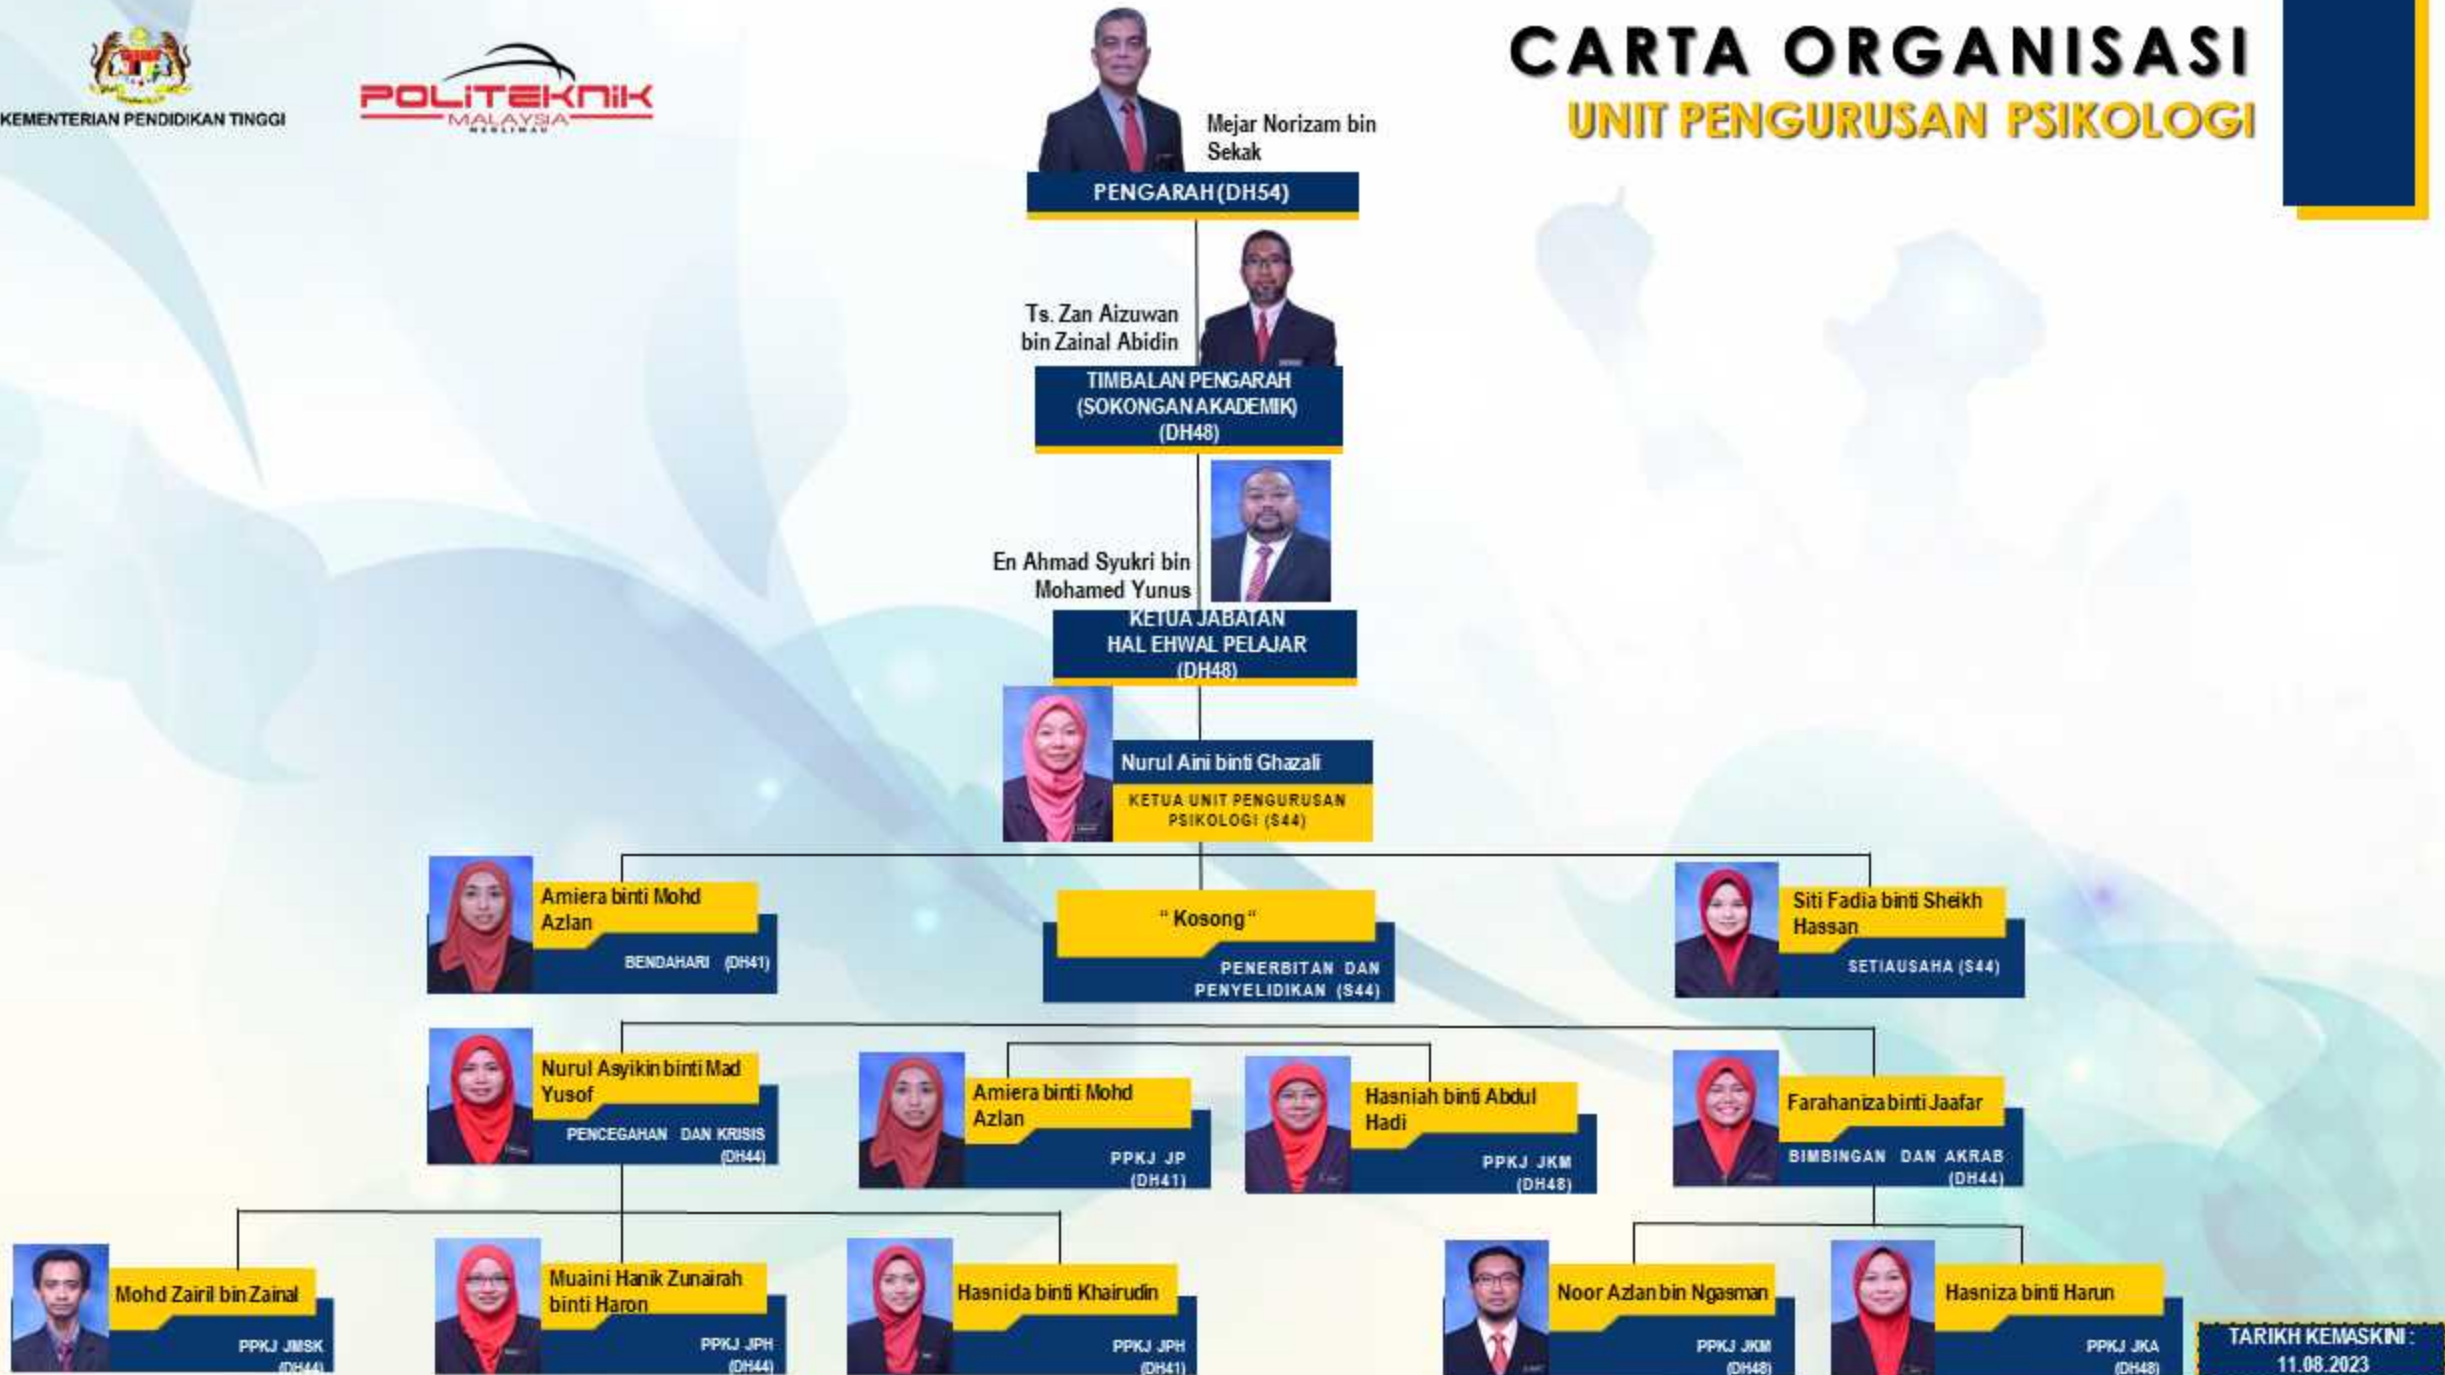 KEMENTERIAN PENDIDIKAN TINGGI
POLITEKNIK
MALAYSIA
MERLIMAU
CARTA ORGANISASI
UNIT PENGURUSAN PSIKOLOGI
Mejar Norizam bin
Sekak
PENGARAH (DH54)
Ts. Zan Aizuwan
bin Zainal Abidin
TIMBALAN PENGARAH
(SOKONGAN AKADEMIK)
(DH48)
En Ahmad Syukri bin
Mohamed Yunus
KETUA JABATAN
HAL EHWAL PELAJAR
(DH48)
Nurul Aini binti Ghazali
KETUA UNIT PENGURUSAN
PSIKOLOGI (S44)
Amiera binti Mohd
Azlan
BENDAHARI (DH41)
“ Kosong “
PENERBITAN DAN
PENYELIDIKAN (S44)
Siti Fadia binti Sheikh
Hassan
SETIAUSAHA (S44)
Nurul Asyikin binti Mad
Yusof
PENCEGAHAN DAN KRISIS
(DH44)
Amiera binti Mohd
Azlan
PPKJ JP
(DH41)
Hasniah binti Abdul
Hadi
PPKJ JKM
(DH48)
Farahaniza binti Jaafar
BIMBINGAN DAN AKRAB
(DH44)
Mohd Zairil bin Zainal
PPKJ JMSK
(DH44)
Muaini Hanik Zunairah
binti Haron
PPKJ JPH
(DH44)
Hasnida binti Khairudin
PPKJ JPH
(DH41)
Noor Azlan bin Ngasman
PPKJ JKM
(DH48)
Hasniza binti Harun
PPKJ JKA
(DH48)
TARIKH KEMASKINI :
11.08.2023